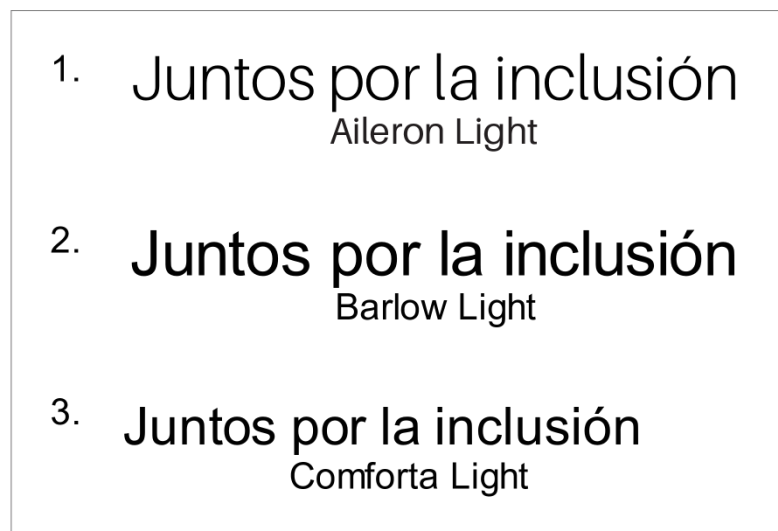 1. Juntos por la inclusión
Aileron Light
2. Juntos por la inclusión
Barlow Light
3. Juntos por la inclusión
Comforta Light